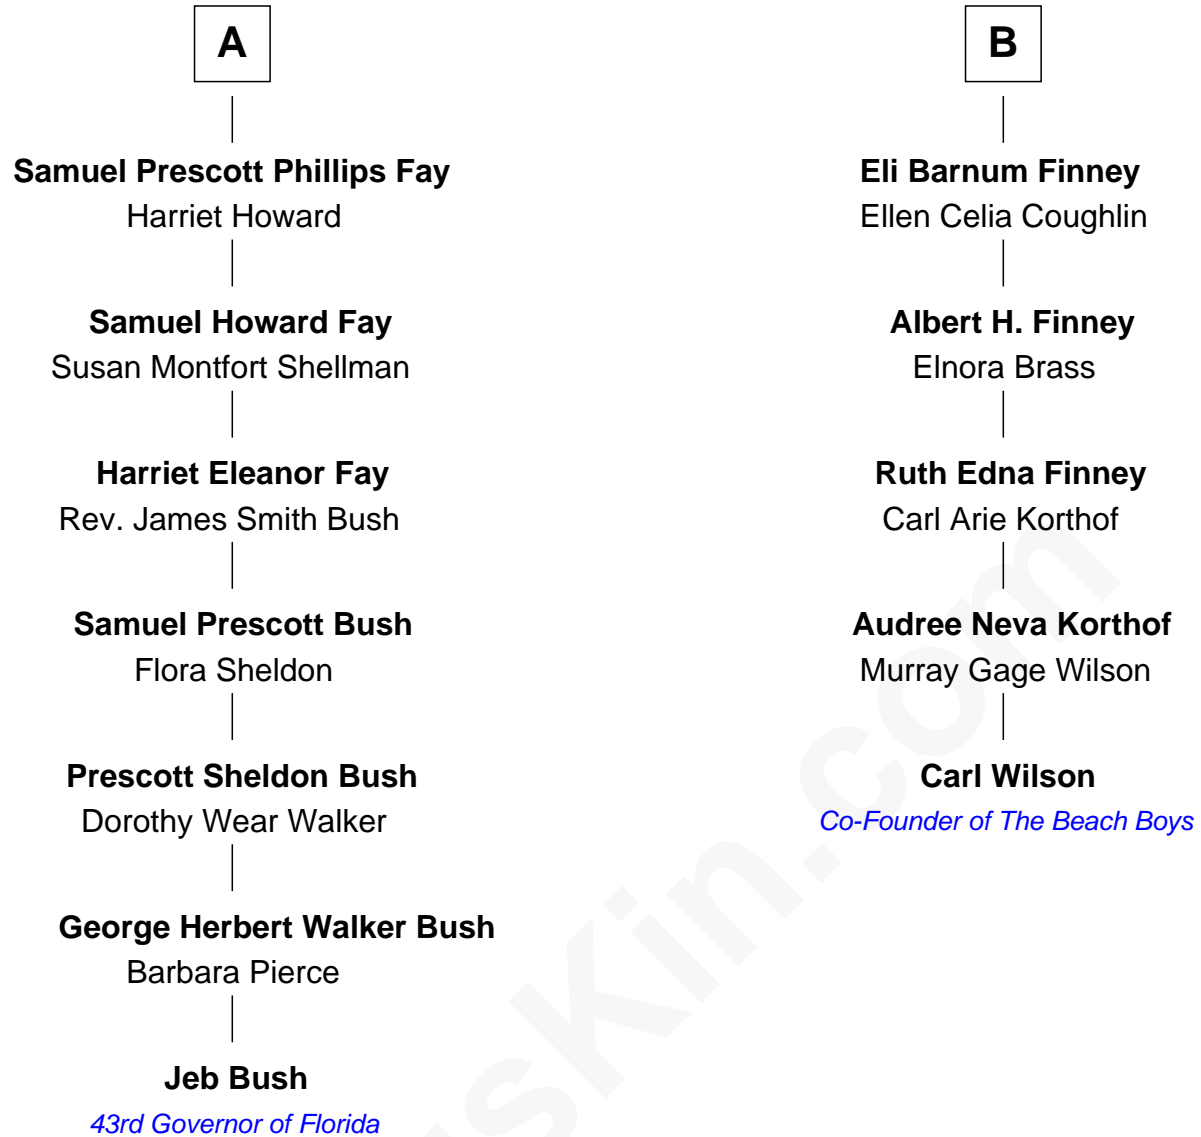 A
Samuel Prescott Phillips Fay
Harriet Howard
Samuel Howard Fay
Susan Montfort Shellman
Harriet Eleanor Fay
Rev. James Smith Bush
Samuel Prescott Bush
Flora Sheldon
Prescott Sheldon Bush
Dorothy Wear Walker
George Herbert Walker Bush
Barbara Pierce
Jeb Bush
43rd Governor of Florida
B
Eli Barnum Finney
Ellen Celia Coughlin
Albert H. Finney
Elnora Brass
Ruth Edna Finney
Carl Arie Korthof
Audree Neva Korthof
Murray Gage Wilson
Carl Wilson
Co-Founder of The Beach Boys